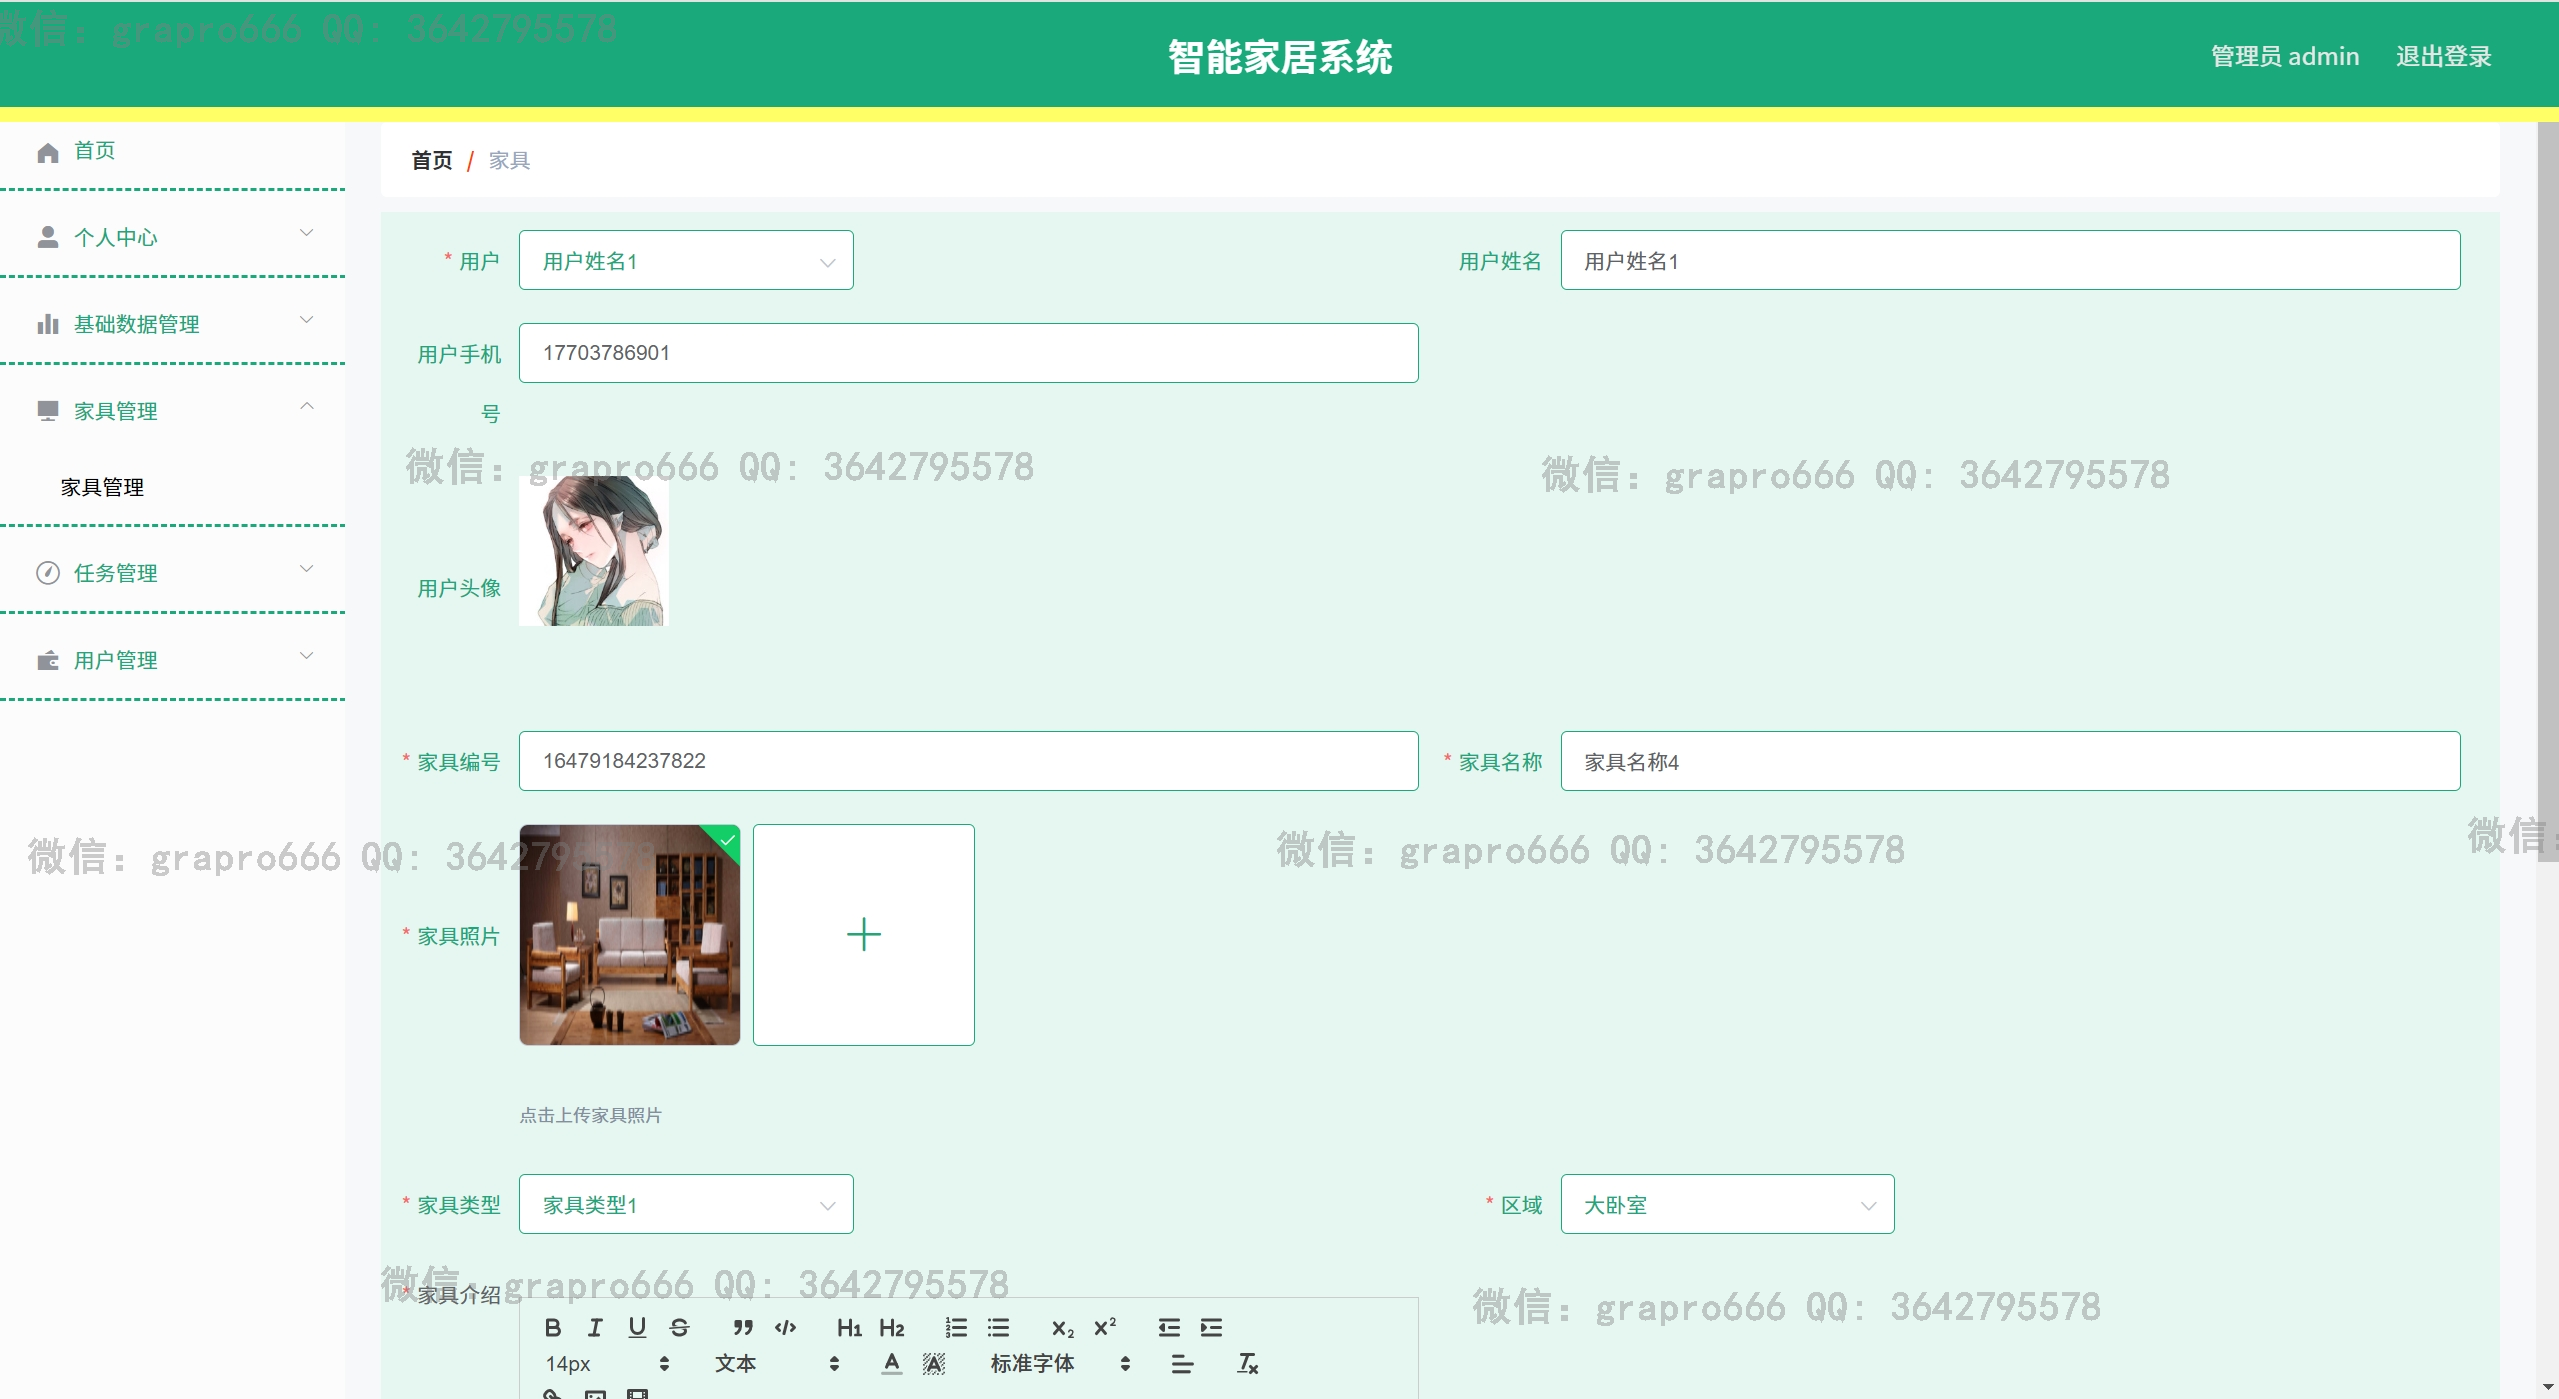 微信：grapro666 QQ：3642795578
智能家居系统
管理员 admin
退出登录
首页
个人中心
基础数据管理
家具管理
家具管理
任务管理
用户管理
首页 / 家具
* 用户
用户姓名1
用户姓名
用户姓名1
用户手机号
17703786901
微信：grapro666 QQ：3642795578
微信：grapro666 QQ：3642795578
用户头像
* 家具编号
16479184237822
* 家具名称
家具名称4
微信：grapro666 QQ：3642795578
微信：grapro666 QQ：3642795578
微信：
* 家具照片
点击上传家具照片
* 家具类型
家具类型1
* 区域
大卧室
微信：grapro666 QQ：3642795578
微信：grapro666 QQ：3642795578
* 家具介绍
B I U S H1 H2 X2 X2
14px 文本 A A 标准字体